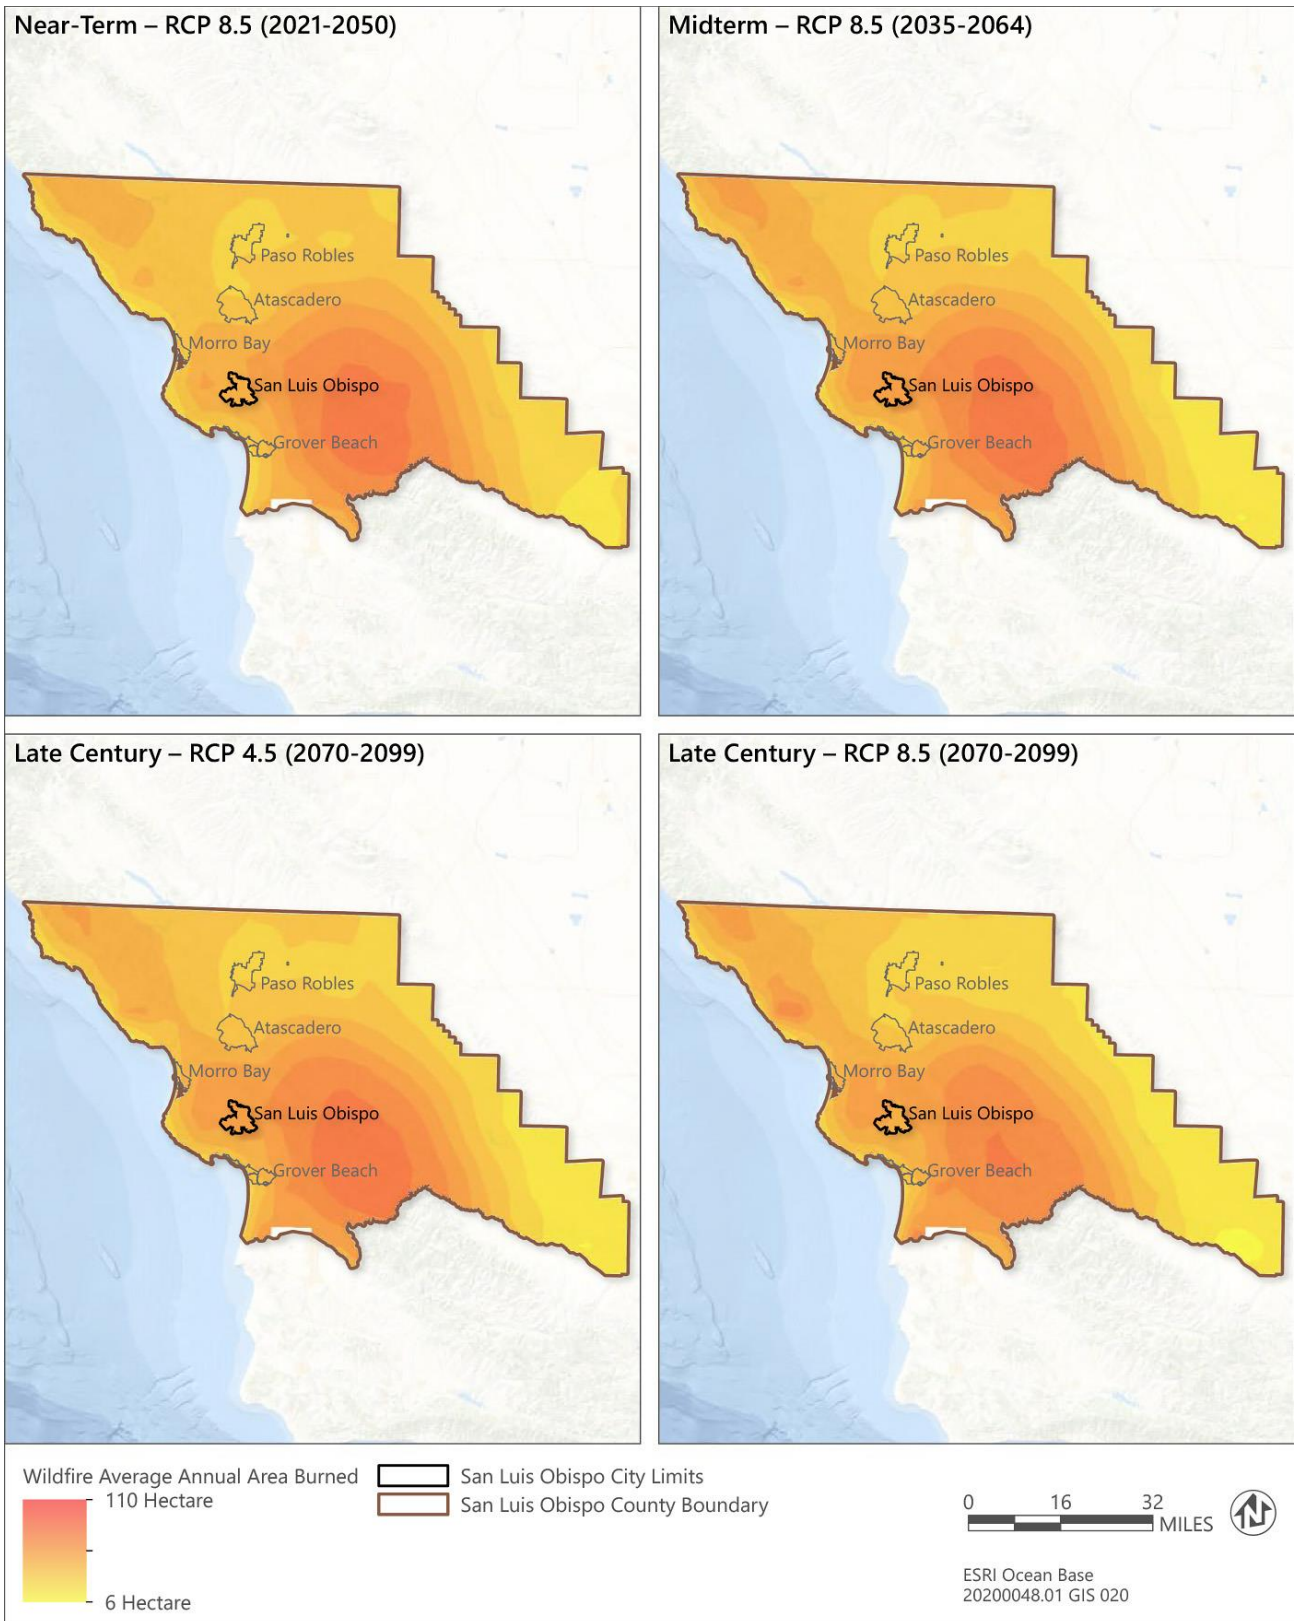 Near-Term – RCP 8.5 (2021-2050)
Paso Robles
Atascadero
Morro Bay
San Luis Obispo
Grover Beach
Midterm – RCP 8.5 (2035-2064)
Paso Robles
Atascadero
Morro Bay
San Luis Obispo
Grover Beach
Late Century – RCP 4.5 (2070-2099)
Paso Robles
Atascadero
Morro Bay
San Luis Obispo
Grover Beach
Late Century – RCP 8.5 (2070-2099)
Paso Robles
Atascadero
Morro Bay
San Luis Obispo
Grover Beach
Wildfire Average Annual Area Burned
110 Hectare
6 Hectare
San Luis Obispo City Limits
San Luis Obispo County Boundary
0 16 32
MILES
N
ESRI Ocean Base
20200048.01 GIS 020